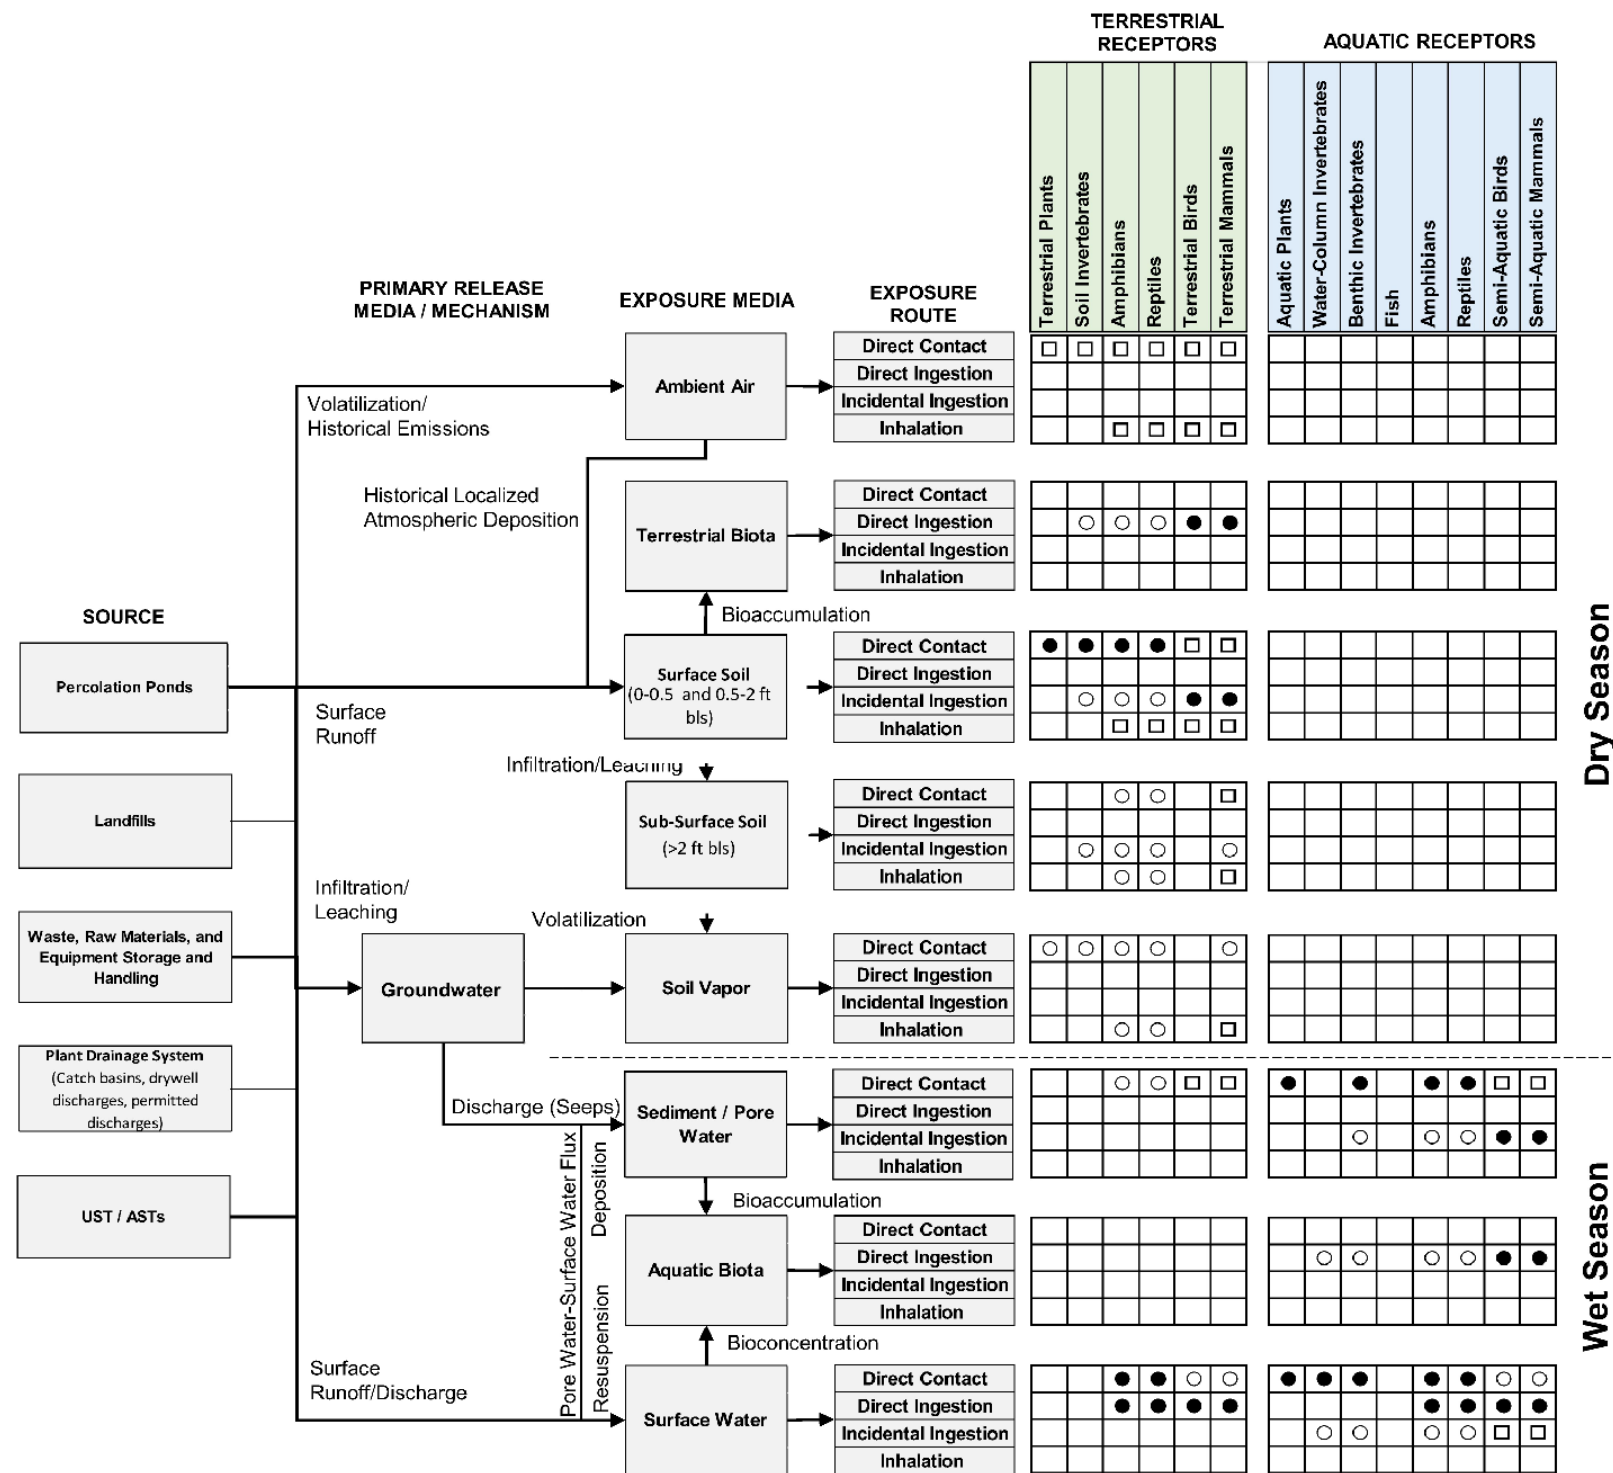 TERRESTRIAL
RECEPTORS
AQUATIC RECEPTORS
Terrestrial Plants
Soil Invertebrates
Amphibians
Reptiles
Terrestrial Birds
Terrestrial Mammals
Aquatic Plants
Water-Column Invertebrates
Benthic Invertebrates
Fish
Amphibians
Reptiles
Semi-Aquatic Birds
Semi-Aquatic Mammals
PRIMARY RELEASE
MEDIA / MECHANISM
EXPOSURE MEDIA
EXPOSURE
ROUTE
Volatilization/
Historical Emissions
Ambient Air
Direct Contact
Direct Ingestion
Incidental Ingestion
Inhalation
Historical Localized
Atmospheric Deposition
Terrestrial Biota
Direct Contact
Direct Ingestion
Incidental Ingestion
Inhalation
Bioaccumulation
SOURCE
Percolation Ponds
Surface
Runoff
Surface Soil
(0-0.5 and 0.5-2 ft
bls)
Direct Contact
Direct Ingestion
Incidental Ingestion
Inhalation
Dry Season
Infiltration/Leaching
Landfills
Sub-Surface Soil
(>2 ft bls)
Direct Contact
Direct Ingestion
Incidental Ingestion
Inhalation
Infiltration/
Leaching
Volatilization
Waste, Raw Materials, and
Equipment Storage and
Handling
Groundwater
Soil Vapor
Direct Contact
Direct Ingestion
Incidental Ingestion
Inhalation
Plant Drainage System
(Catch basins, drywell
discharges, permitted
discharges)
Discharge (Seeps)
Sediment / Pore
Water
Direct Contact
Direct Ingestion
Incidental Ingestion
Inhalation
Pore Water-Surface Water Flux
Deposition
Resuspension
Bioaccumulation
UST / ASTs
Aquatic Biota
Direct Contact
Direct Ingestion
Incidental Ingestion
Inhalation
Wet Season
Bioconcentration
Surface
Runoff/Discharge
Surface Water
Direct Contact
Direct Ingestion
Incidental Ingestion
Inhalation